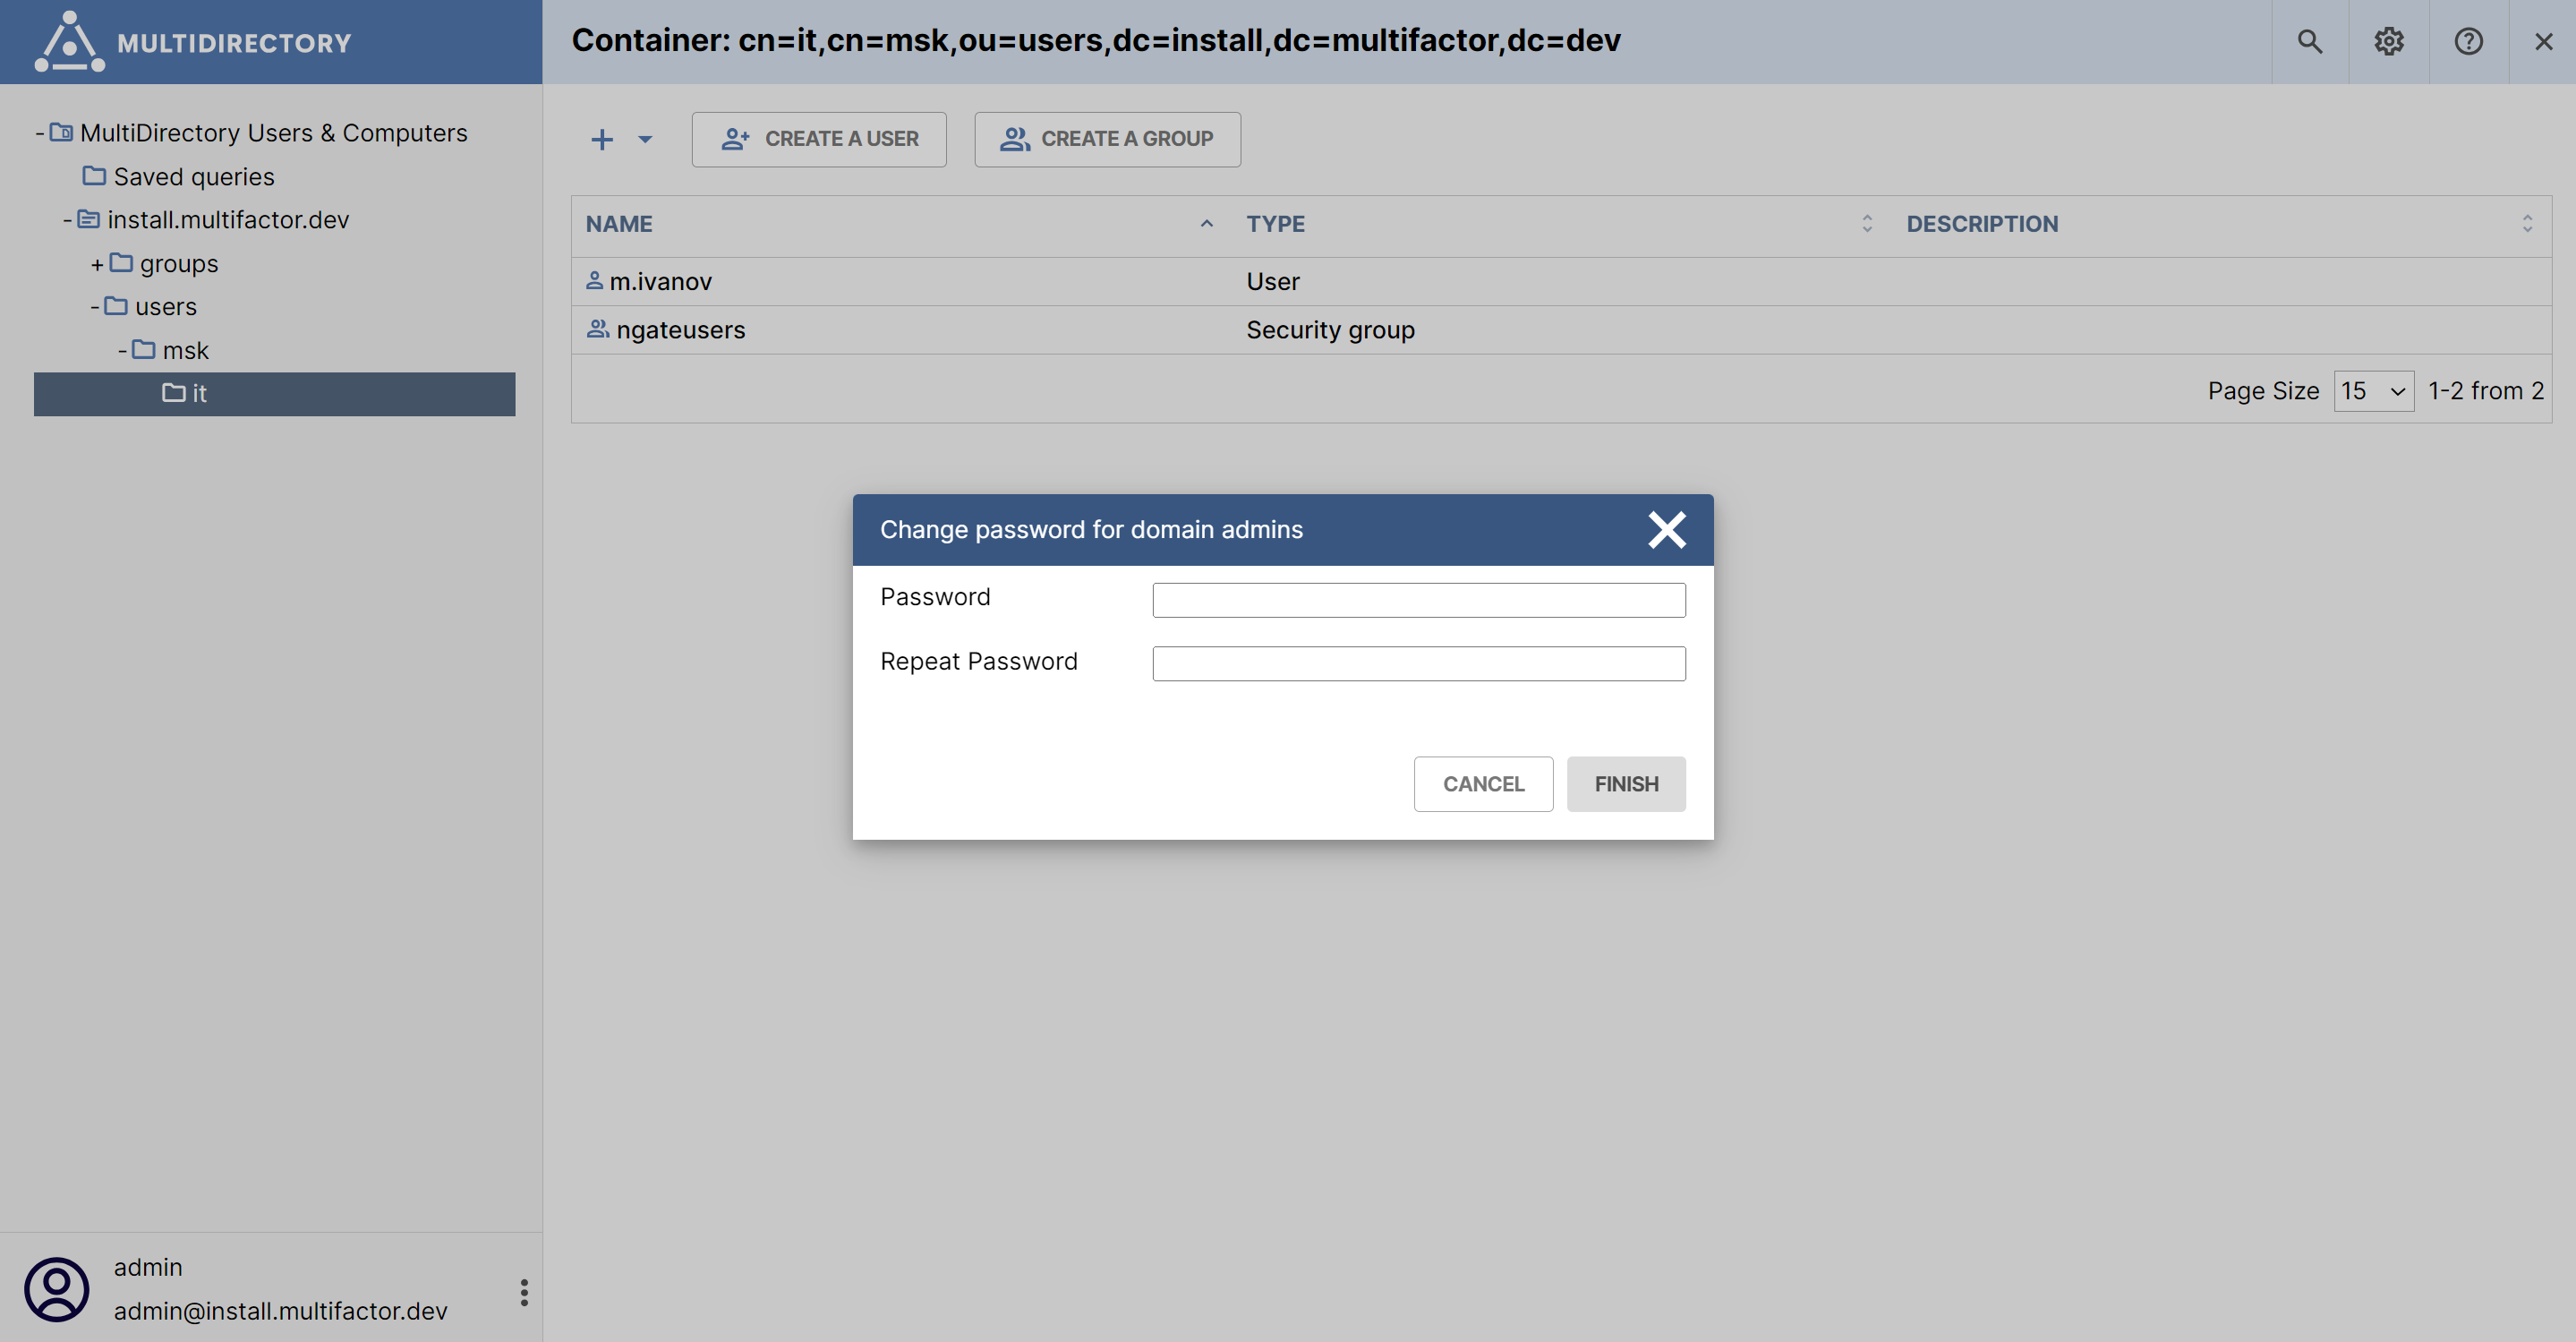 MULTIDIRECTORY
Container: cn=it,cn=msk,ou=users,dc=install,dc=multifactor,dc=dev
- MultiDirectory Users & Computers
Saved queries
- install.multifactor.dev
+ groups
- users
- msk
it
CREATE A USER
CREATE A GROUP
NAME TYPE DESCRIPTION
m.ivanov User
ngateusers Security group
Page Size 15 1-2 from 2
Change password for domain admins
Password
Repeat Password
CANCEL FINISH
admin
admin@install.multifactor.dev